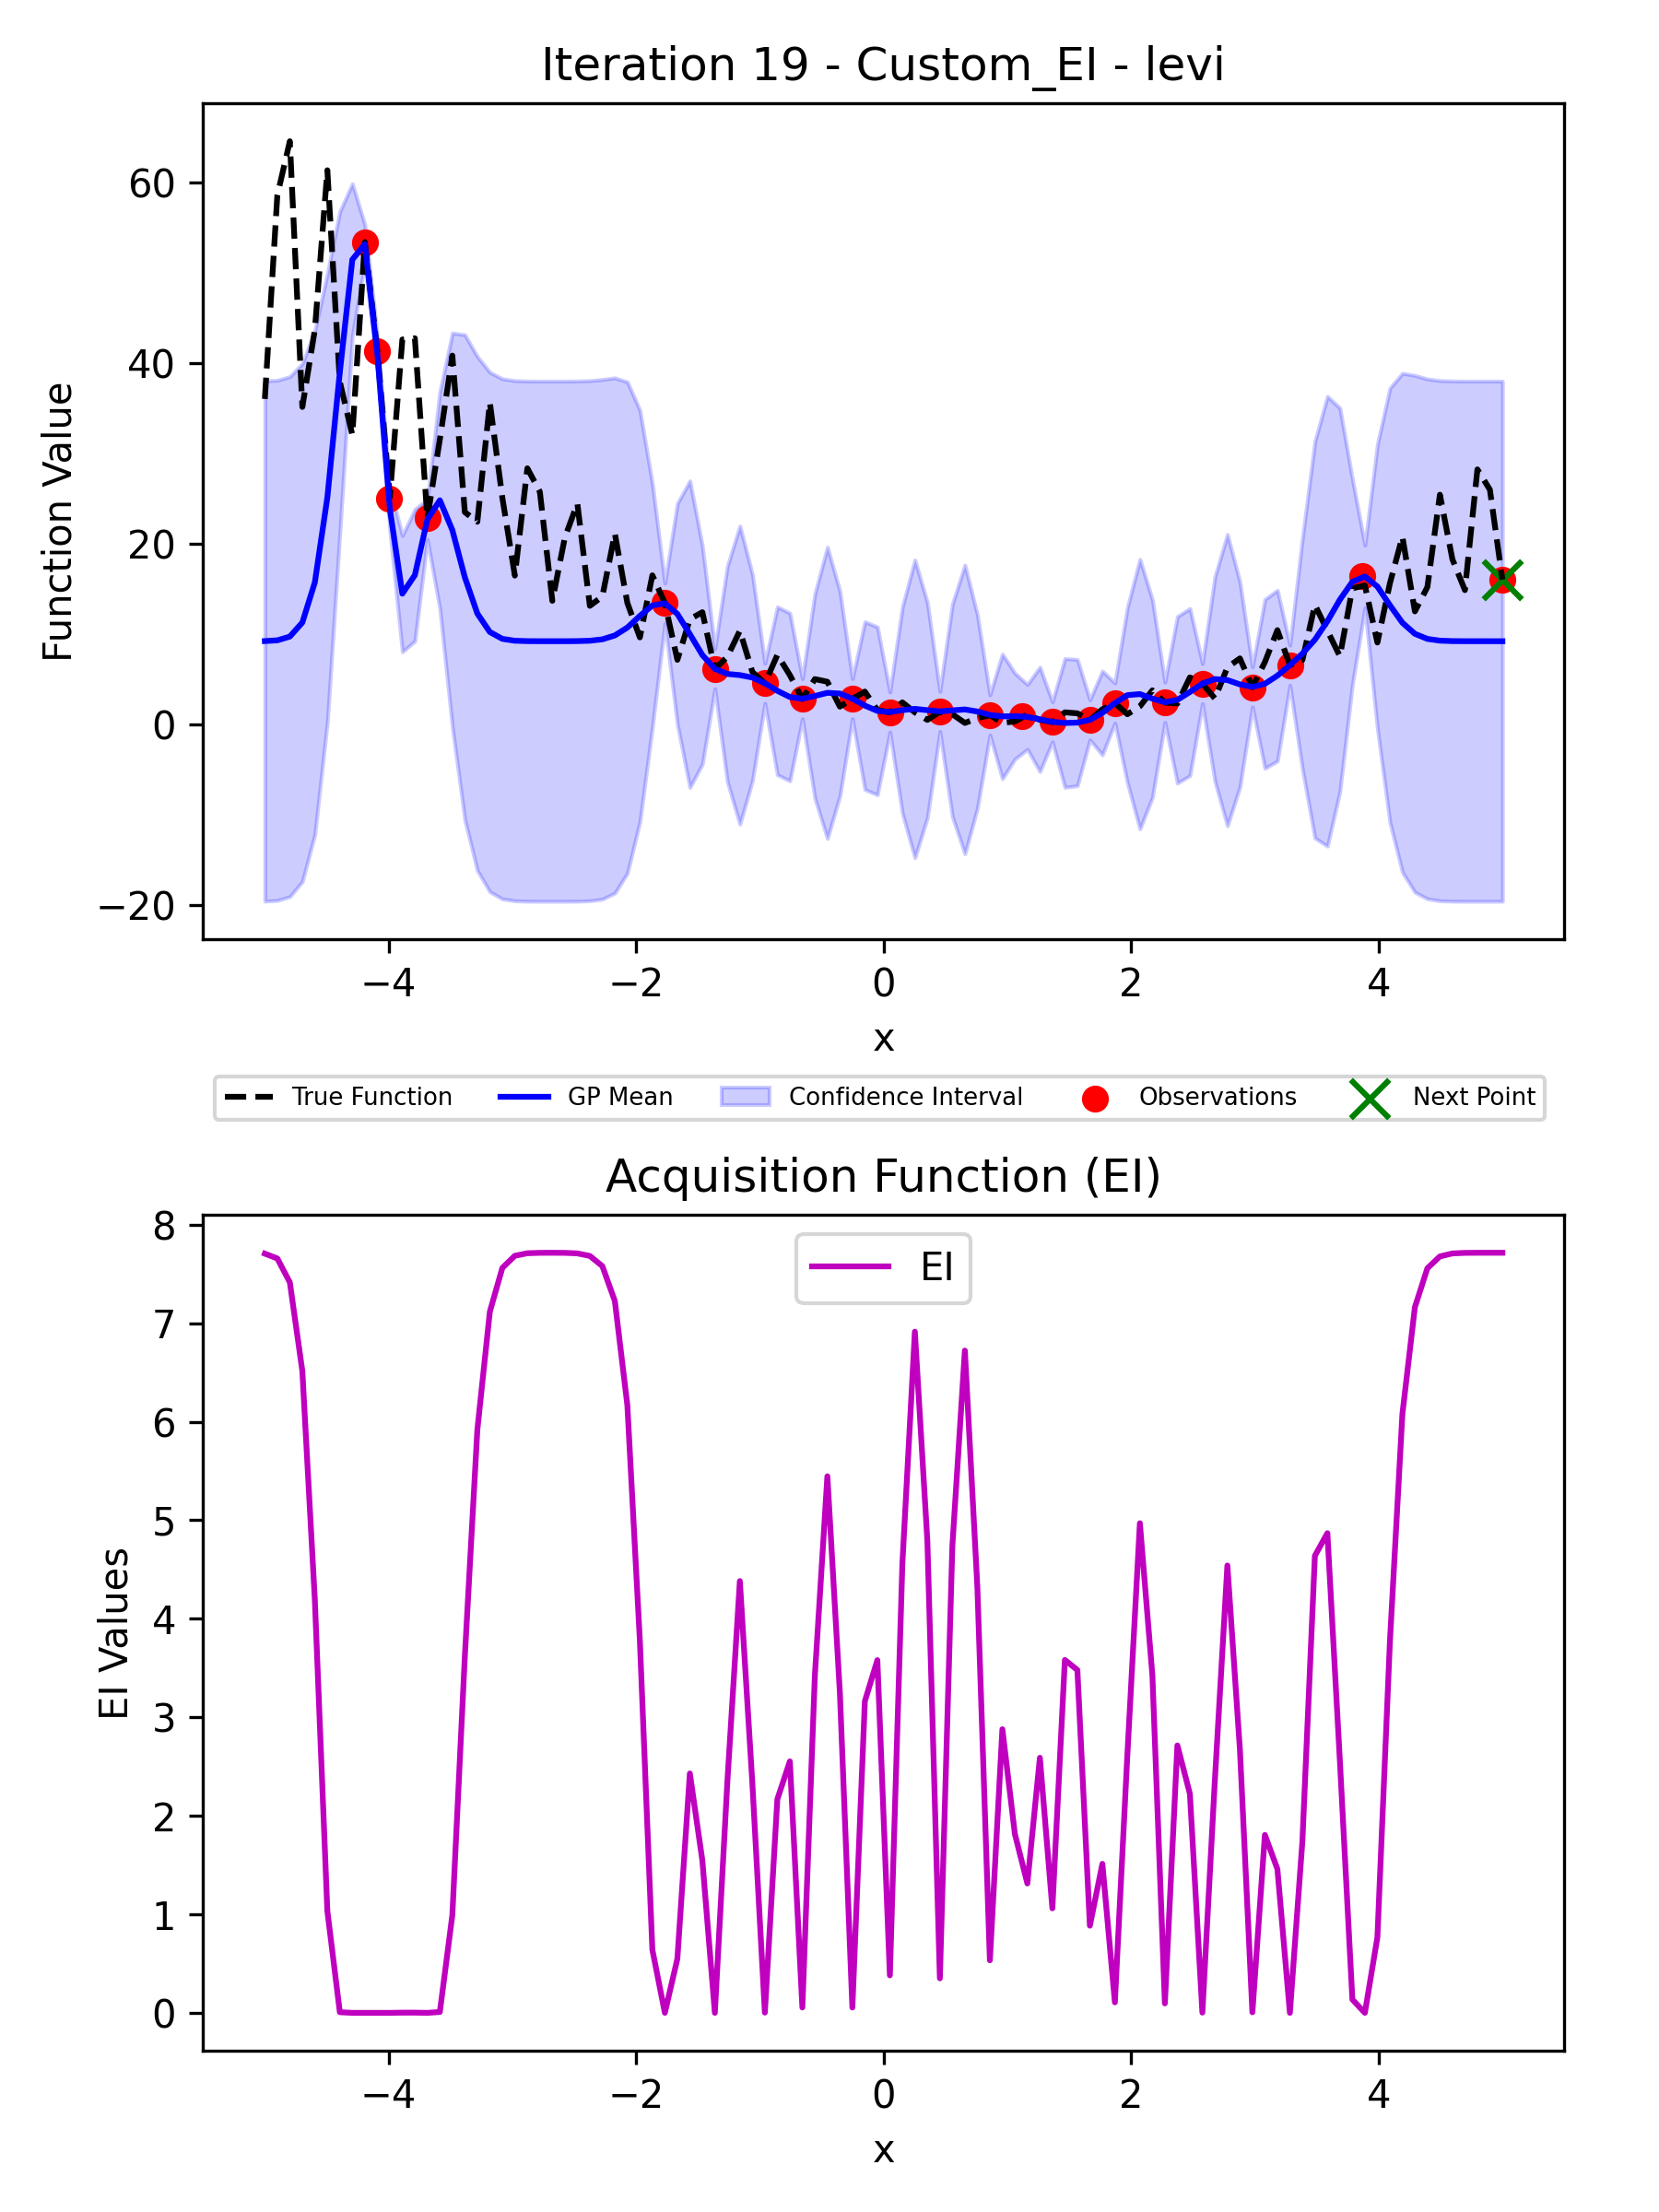 Iteration 19 - Custom_EI - levi
Function Value
60
40
20
0
−20
−4 −2 0 2 4
x
True Function GP Mean Confidence Interval Observations Next Point
Acquisition Function (EI)
EI Values
8
7
6
5
4
3
2
1
0
EI
−4 −2 0 2 4
x